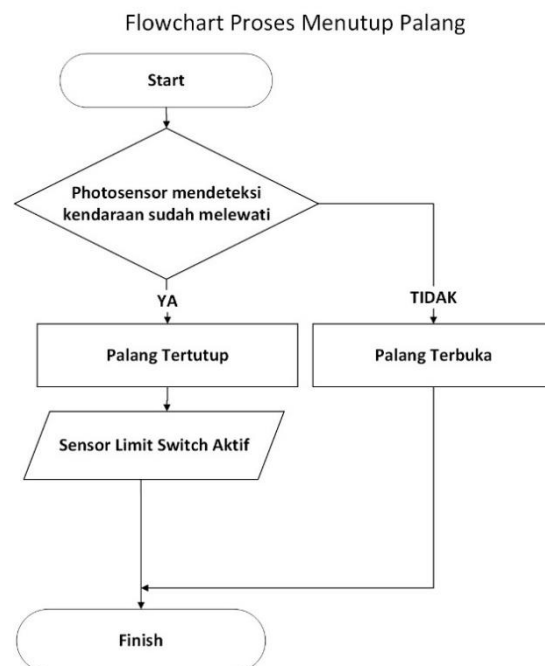 Flowchart Proses Menutup Palang
Start
Photosensor mendeteksi
kendaraan sudah melewati
YA
TIDAK
Palang Tertutup
Palang Terbuka
Sensor Limit Switch Aktif
Finish